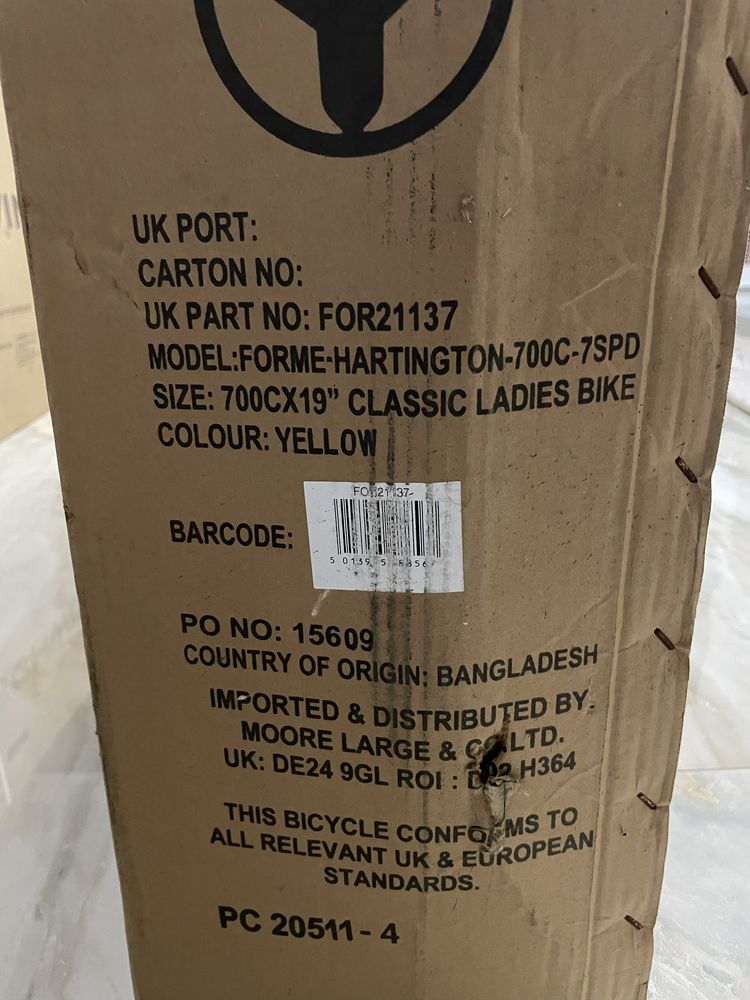 UK PORT:
CARTON NO:
UK PART NO: FOR21137
MODEL:FORME-HARTINGTON-700C-7SPD
SIZE: 700CX19” CLASSIC LADIES BIKE
COLOUR: YELLOW
BARCODE:
PO NO: 15609
COUNTRY OF ORIGIN: BANGLADESH
IMPORTED & DISTRIBUTED BY.
MOORE LARGE & LTD.
UK: DE24 9GL ROI : H364
THIS BICYCLE CONFORMS TO
ALL RELEVANT UK & EUROPEAN
STANDARDS.
PC 20511-4